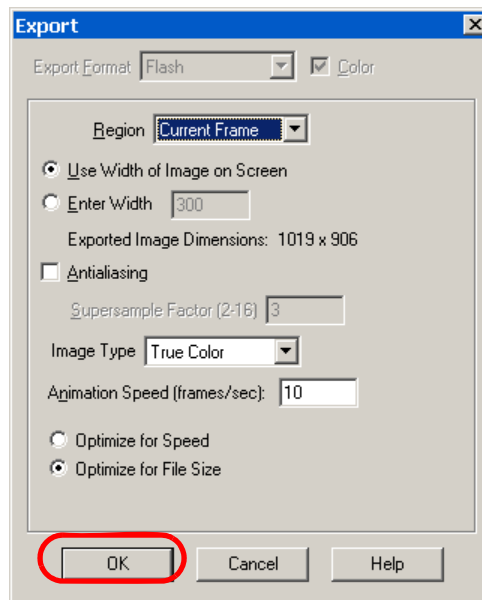 Export
Export Format Flash Color
Region Current Frame
Use Width of Image on Screen
Enter Width 300
Exported Image Dimensions: 1019 x 906
Antialiasing
Supersample Factor (2-16) 3
Image Type True Color
Animation Speed (frames/sec): 10
Optimize for Speed
Optimize for File Size
OK Cancel Help